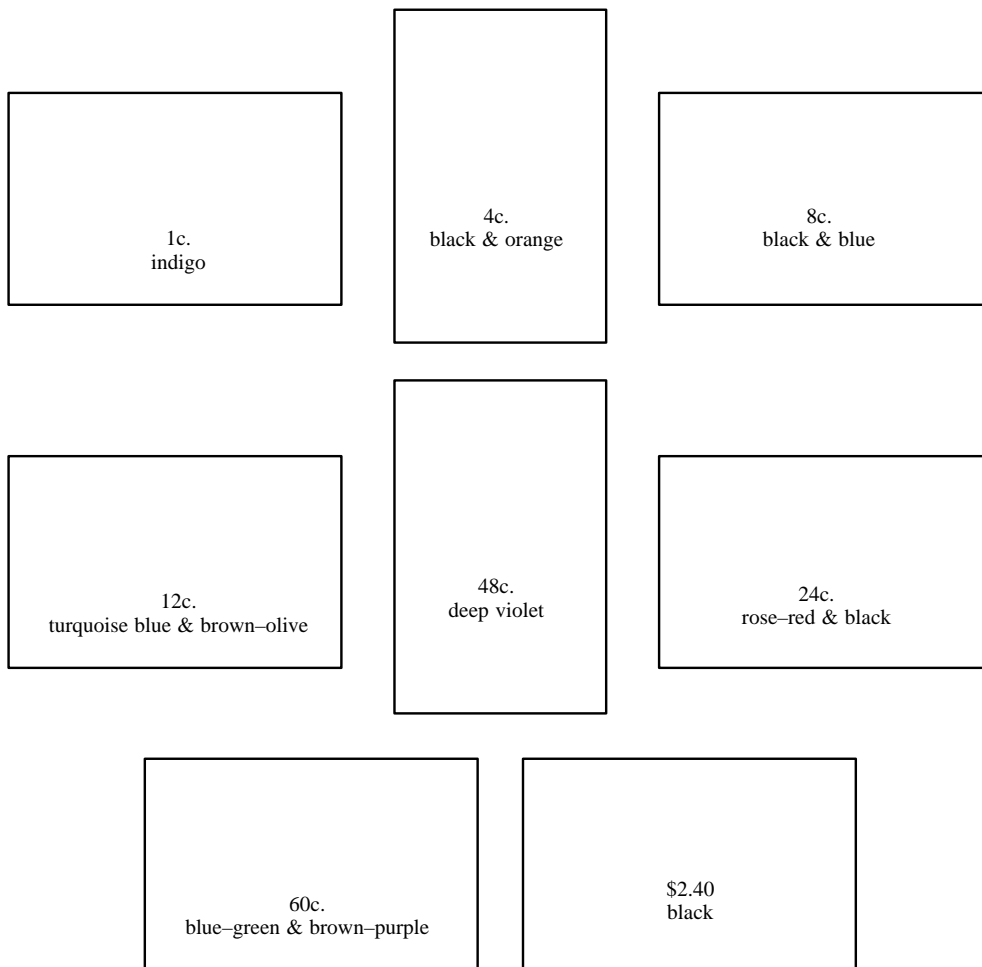 1c.
indigo
4c.
black & orange
8c.
black & blue
12c.
turquoise blue & brown–olive
48c.
deep violet
24c.
rose–red & black
60c.
blue–green & brown–purple
$2.40
black